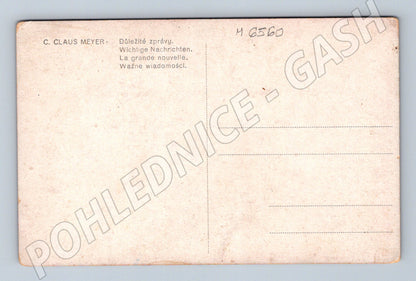 M 6560
C. CLAUS MEYER - Důležité zprávy.
Wichtige Nachrichten.
La grande nouvelle.
Ważne wiadomości.
POHLEDNICE - GASH